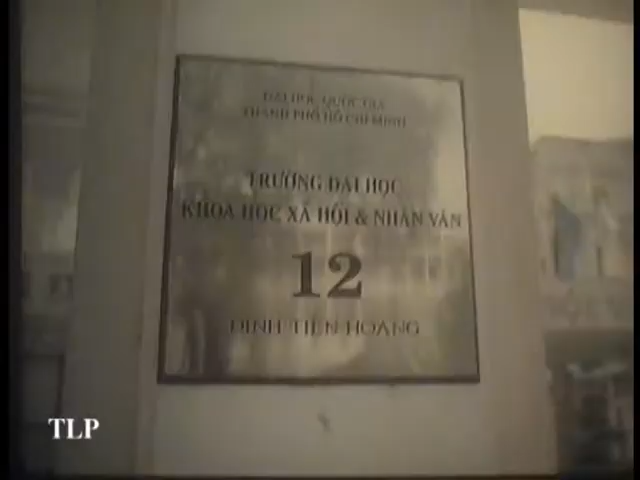 ĐẠI HỌC QUỐC GIA
THÀNH PHỐ HỒ CHÍ MINH
TRƯỜNG ĐẠI HỌC
KHOA HỌC XÃ HỘI & NHÂN VĂN
12
ĐINH TIÊN HOÀNG
TLP